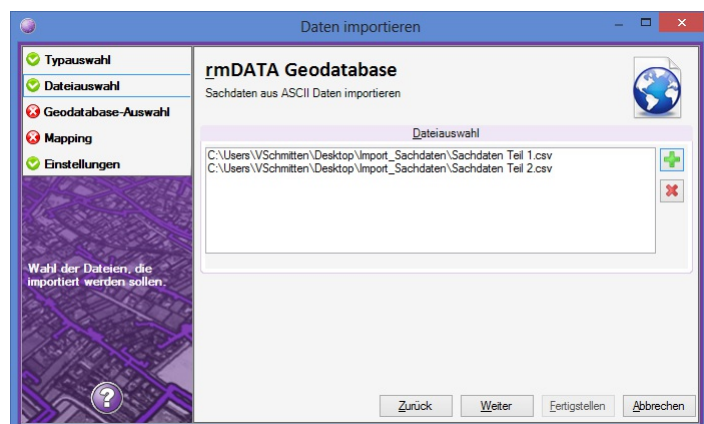 Daten importieren
Typauswahl
Dateiauswahl
Geodatabase-Auswahl
Mapping
Einstellungen
Wahl der Dateien, die
importiert werden sollen.
?
rmDATA Geodatabase
Sachdaten aus ASCII Daten importieren
Dateiauswahl
C:\Users\VSchmitten\Desktop\Import_Sachdaten\Sachdaten Teil 1.csv
C:\Users\VSchmitten\Desktop\Import_Sachdaten\Sachdaten Teil 2.csv
Zurück
Weiter
Fertigstellen
Abbrechen